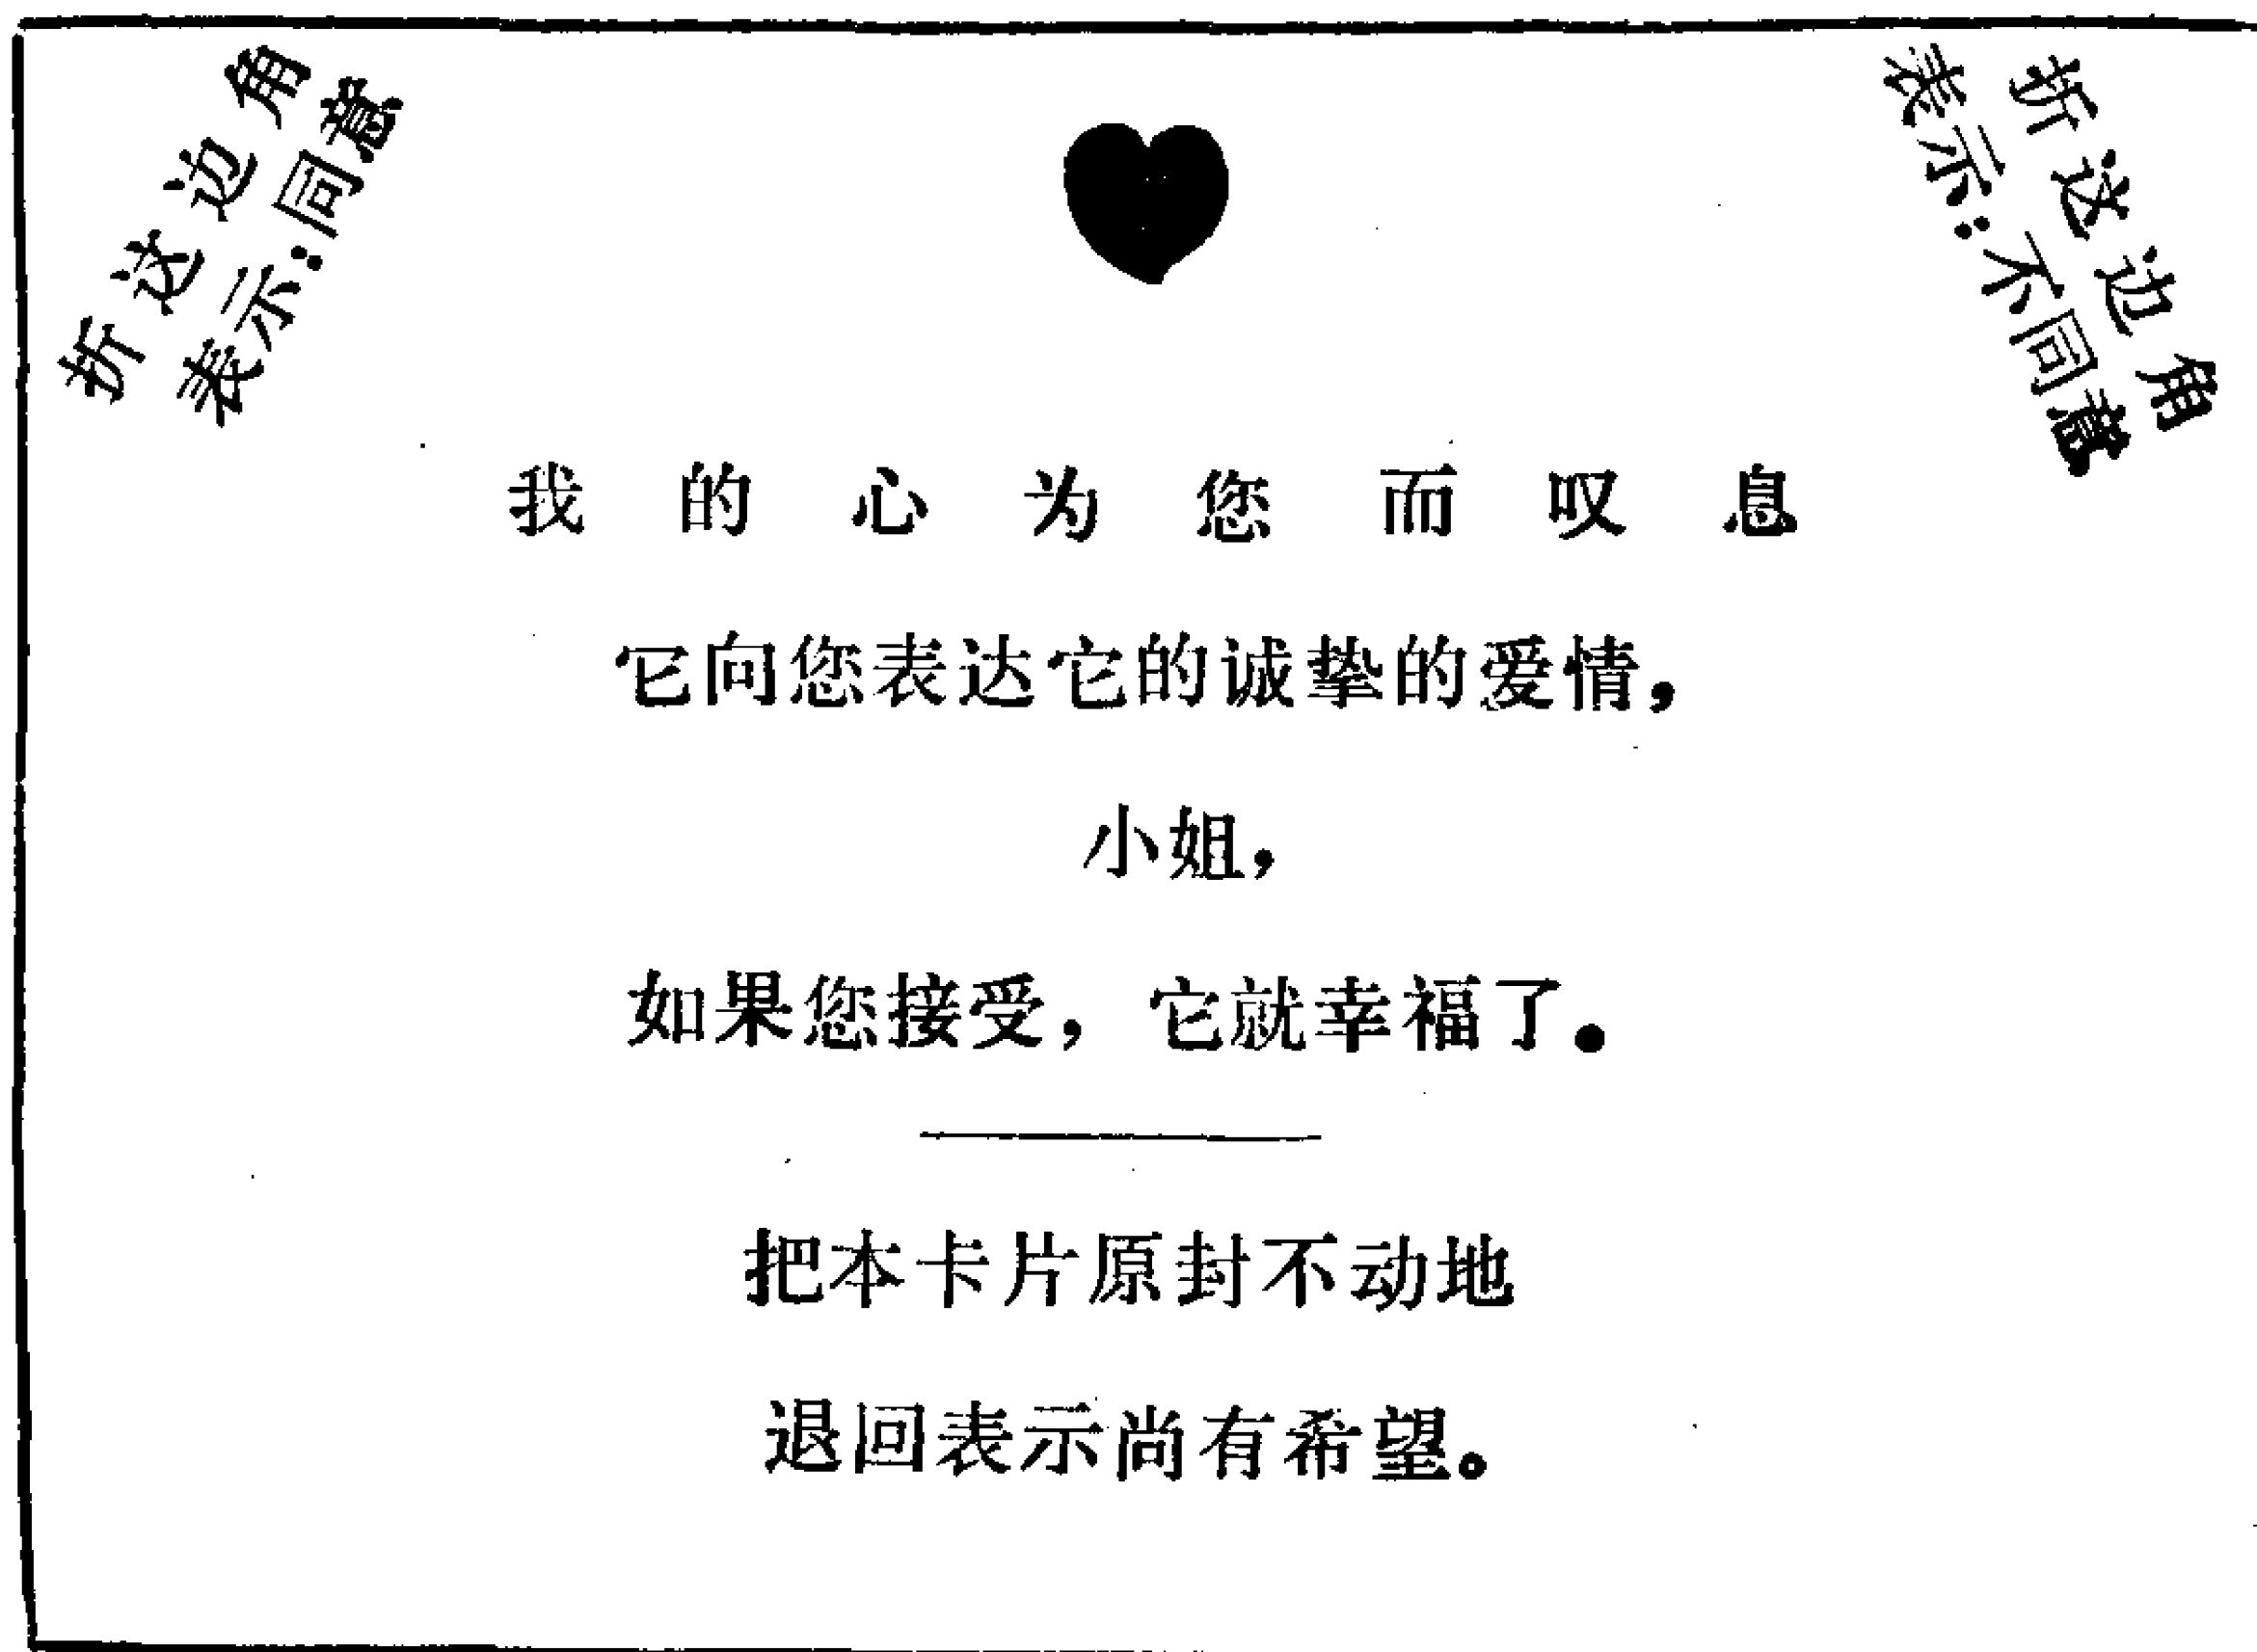 折这边角
表示:同意
折这边角
表示:不同意
我的心为您而叹息
它向您表达它的诚挚的爱情，
小姐，
如果您接受，它就幸福了。
把本卡片原封不动地
退回表示尚有希望。